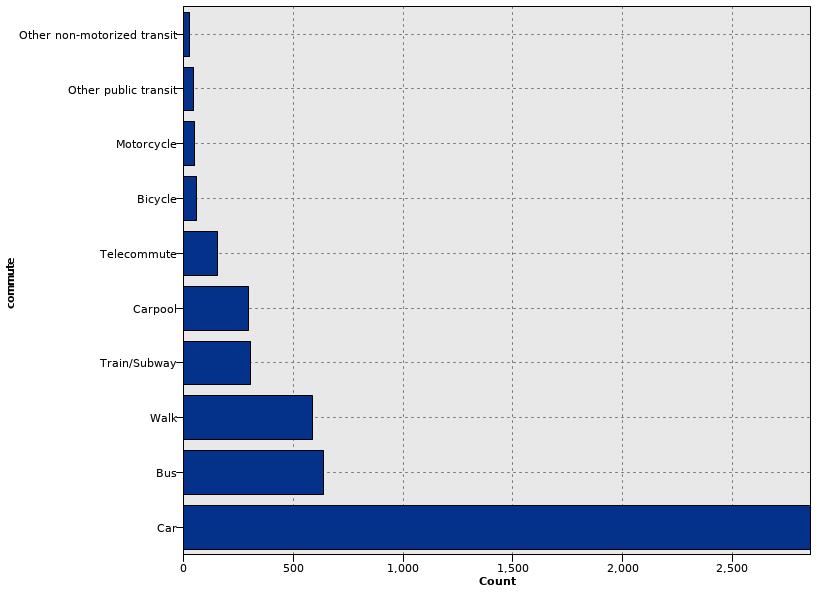 Other non-motorized transit
Other public transit
Motorcycle
Bicycle
Telecommute
commute
Carpool
Train/Subway
Walk
Bus
Car
0 500 1,000 1,500 2,000 2,500
Count